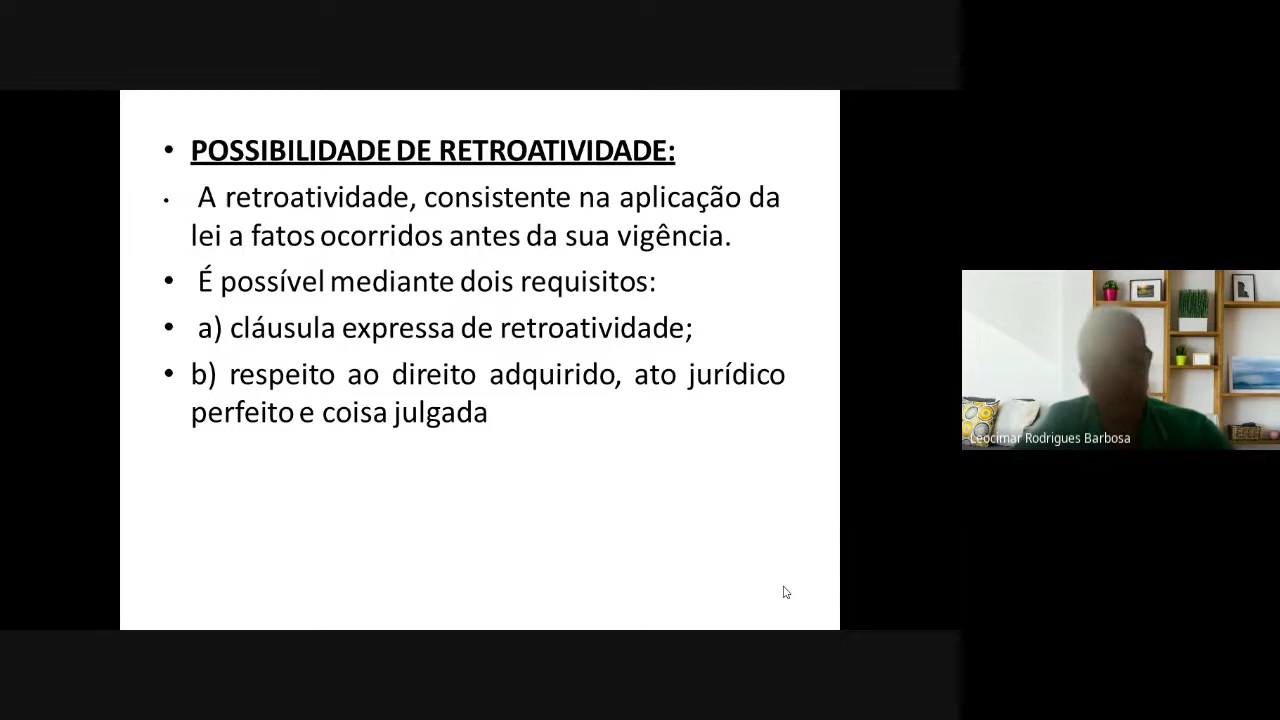 • POSSIBILIDADE DE RETROATIVIDADE:
• A retroatividade, consistente na aplicação da
lei a fatos ocorridos antes da sua vigência.
• É possível mediante dois requisitos:
• a) cláusula expressa de retroatividade;
• b) respeito ao direito adquirido, ato jurídico
perfeito e coisa julgada
Leocimar Rodrigues Barbosa